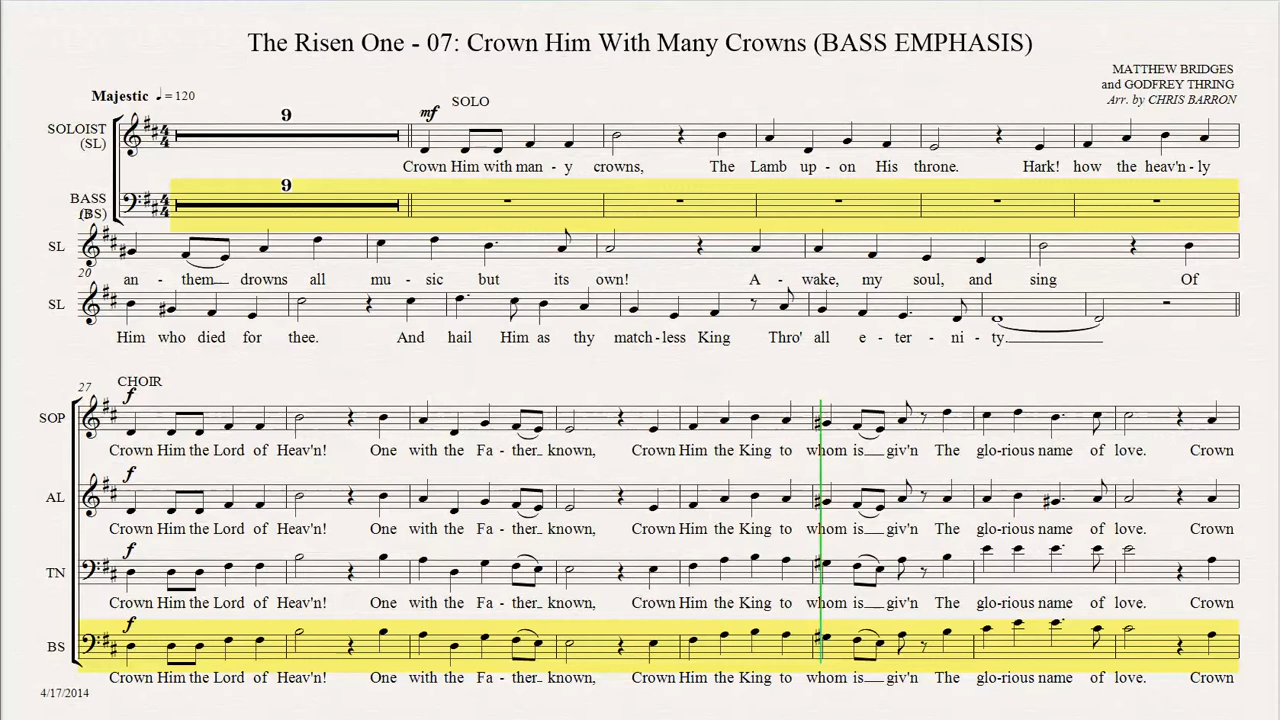 The Risen One - 07: Crown Him With Many Crowns (BASS EMPHASIS)
MATTHEW BRIDGES
and GODFREY THRING
Arr. by CHRIS BARRON
Majestic ♩ = 120
SOLO
mf
9
SOLOIST
(SL)
Crown Him with man - y crowns, The Lamb up - on His throne. Hark! how the heav'n - ly
9
BASS
(BS)
SL
20
an - them drowns all mu - sic but its own! A - wake, my soul, and sing Of
SL
Him who died for thee. And hail Him as thy match - less King Thro' all e - ter - ni - ty.
27
CHOIR
f
SOP
Crown Him the Lord of Heav'n! One with the Fa - ther known, Crown Him the King to whom is giv'n The glo-rious name of love. Crown
f
AL
Crown Him the Lord of Heav'n! One with the Fa - ther known, Crown Him the King to whom is giv'n The glo-rious name of love. Crown
f
TN
Crown Him the Lord of Heav'n! One with the Fa - ther known, Crown Him the King to whom is giv'n The glo-rious name of love. Crown
f
BS
Crown Him the Lord of Heav'n! One with the Fa - ther known, Crown Him the King to whom is giv'n The glo-rious name of love. Crown
4/17/2014